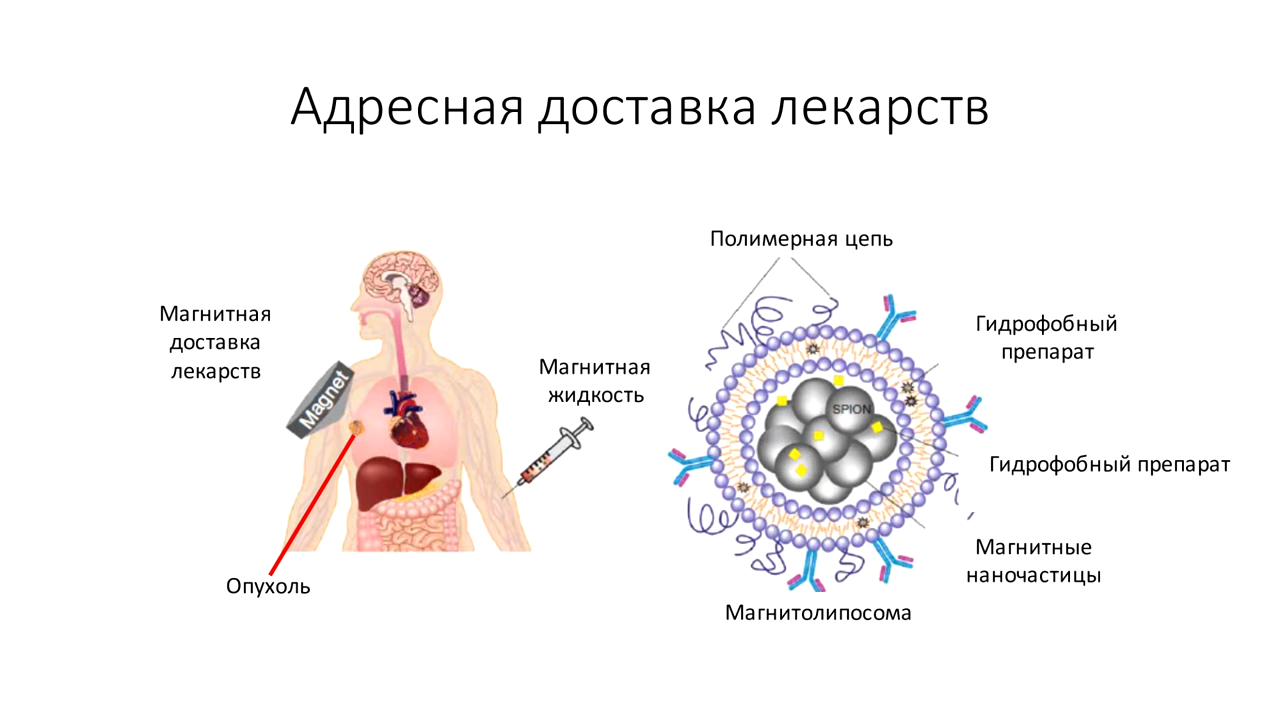 Адресная доставка лекарств
Магнитная
доставка
лекарств
Magnet
Опухоль
Магнитная
жидкость
Полимерная цепь
Гидрофобный
препарат
SPION
Гидрофобный препарат
Магнитные
наночастицы
Магнитолипосома